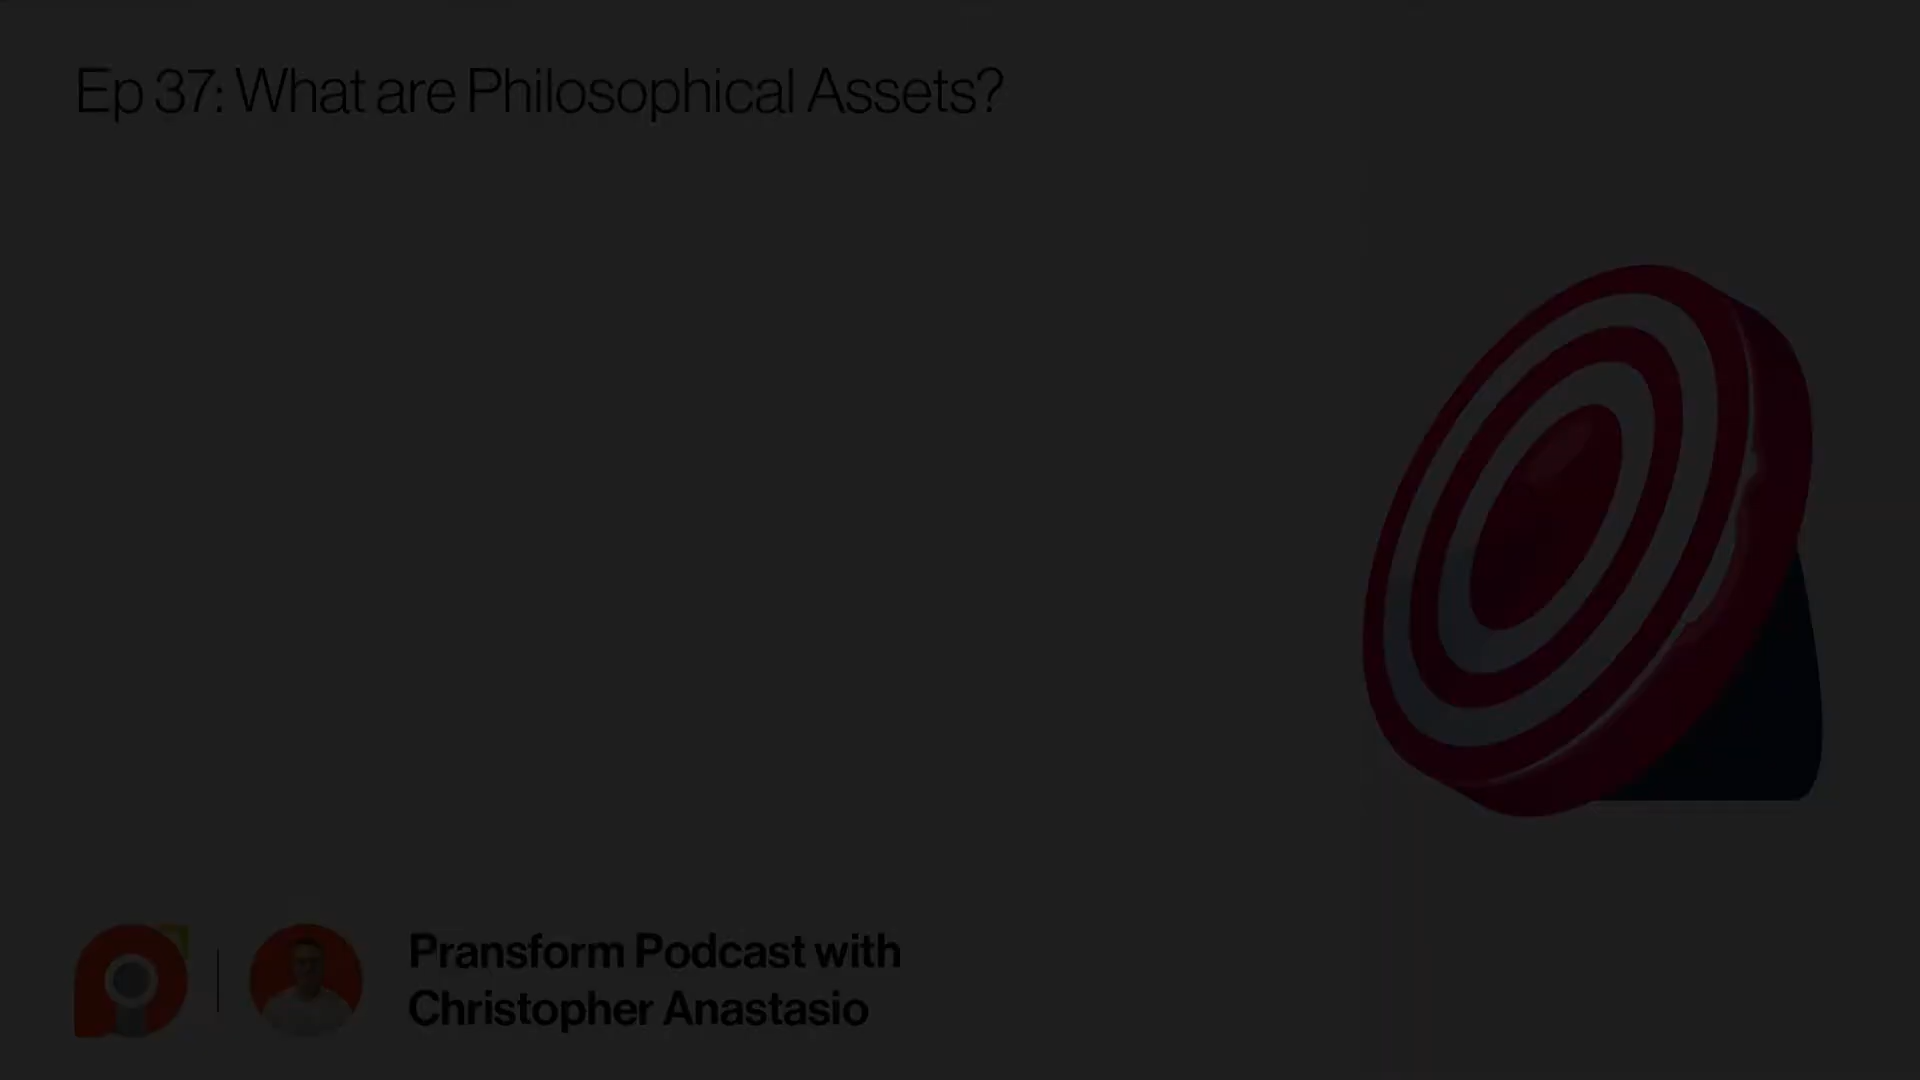 Ep 37: What are Philosophical Assets?
Pransform Podcast with
Christopher Anastasio